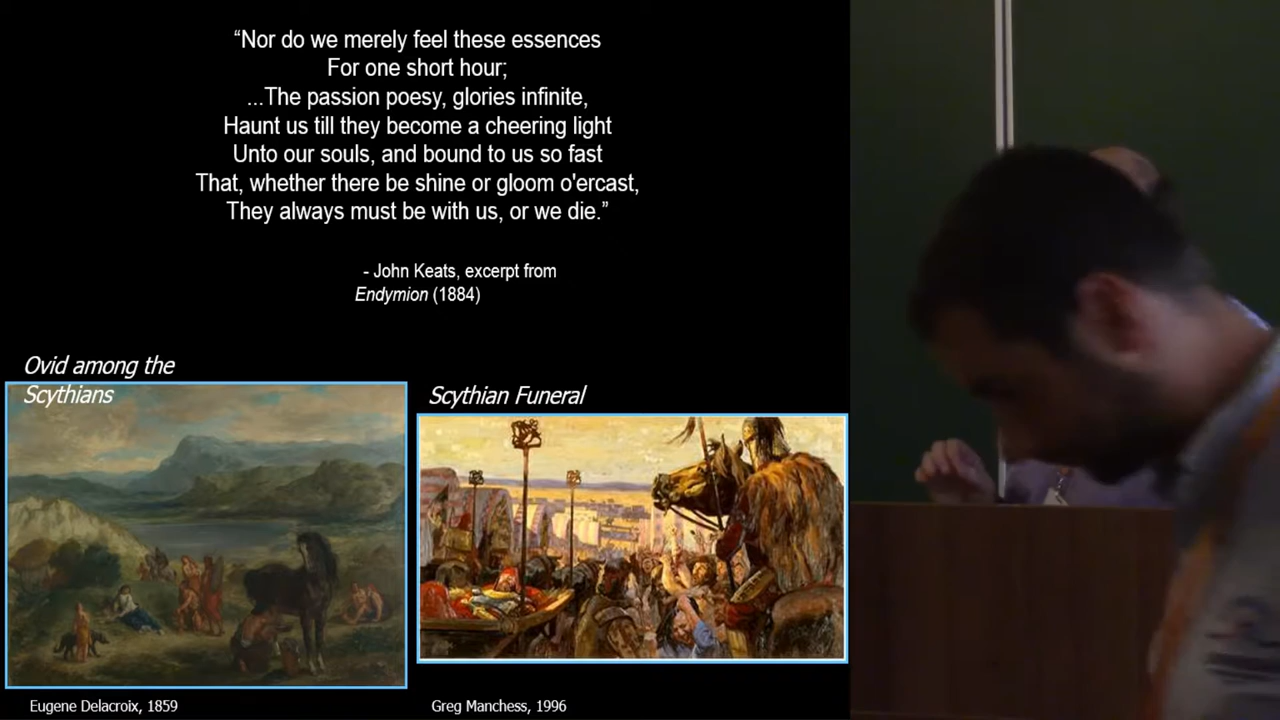 “Nor do we merely feel these essences
For one short hour;
...The passion poesy, glories infinite,
Haunt us till they become a cheering light
Unto our souls, and bound to us so fast
That, whether there be shine or gloom o'ercast,
They always must be with us, or we die.”
- John Keats, excerpt from
Endymion (1884)
Ovid among the
Scythians
Scythian Funeral
Eugene Delacroix, 1859
Greg Manchess, 1996